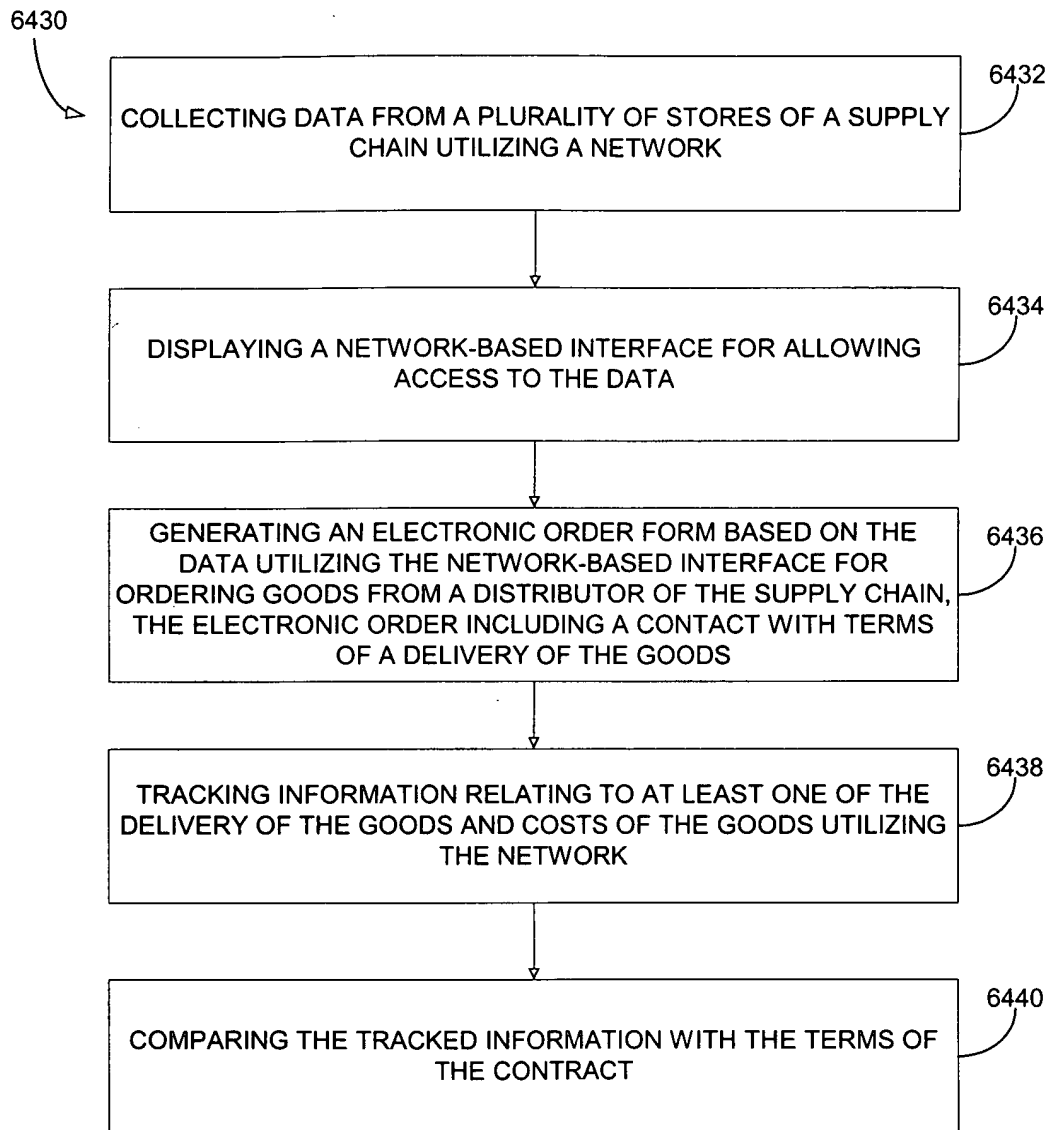 6430
6432
COLLECTING DATA FROM A PLURALITY OF STORES OF A SUPPLY
CHAIN UTILIZING A NETWORK
6434
DISPLAYING A NETWORK-BASED INTERFACE FOR ALLOWING
ACCESS TO THE DATA
6436
GENERATING AN ELECTRONIC ORDER FORM BASED ON THE
DATA UTILIZING THE NETWORK-BASED INTERFACE FOR
ORDERING GOODS FROM A DISTRIBUTOR OF THE SUPPLY CHAIN,
THE ELECTRONIC ORDER INCLUDING A CONTACT WITH TERMS
OF A DELIVERY OF THE GOODS
6438
TRACKING INFORMATION RELATING TO AT LEAST ONE OF THE
DELIVERY OF THE GOODS AND COSTS OF THE GOODS UTILIZING
THE NETWORK
6440
COMPARING THE TRACKED INFORMATION WITH THE TERMS OF
THE CONTRACT